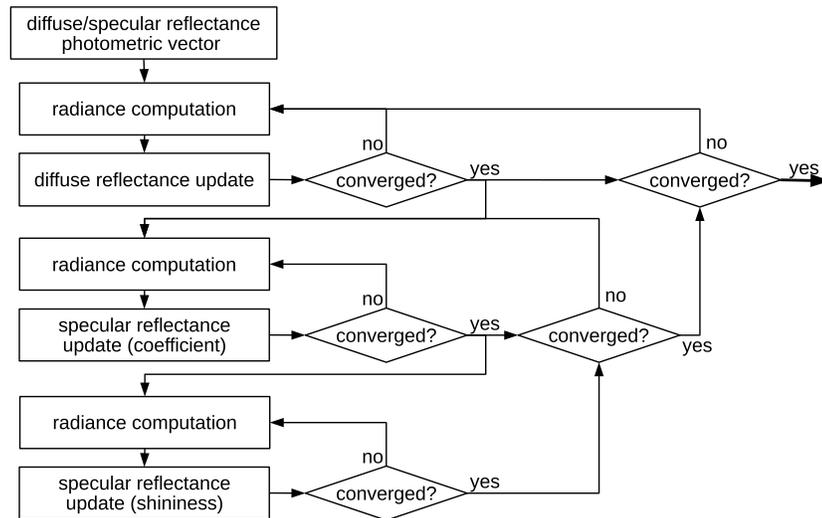 diffuse/specular reflectance
photometric vector
radiance computation
no
no
diffuse reflectance update
converged?
yes
converged?
yes
radiance computation
no
no
specular reflectance
update (coefficient)
converged?
yes
converged?
yes
radiance computation
no
specular reflectance
update (shininess)
converged?
yes